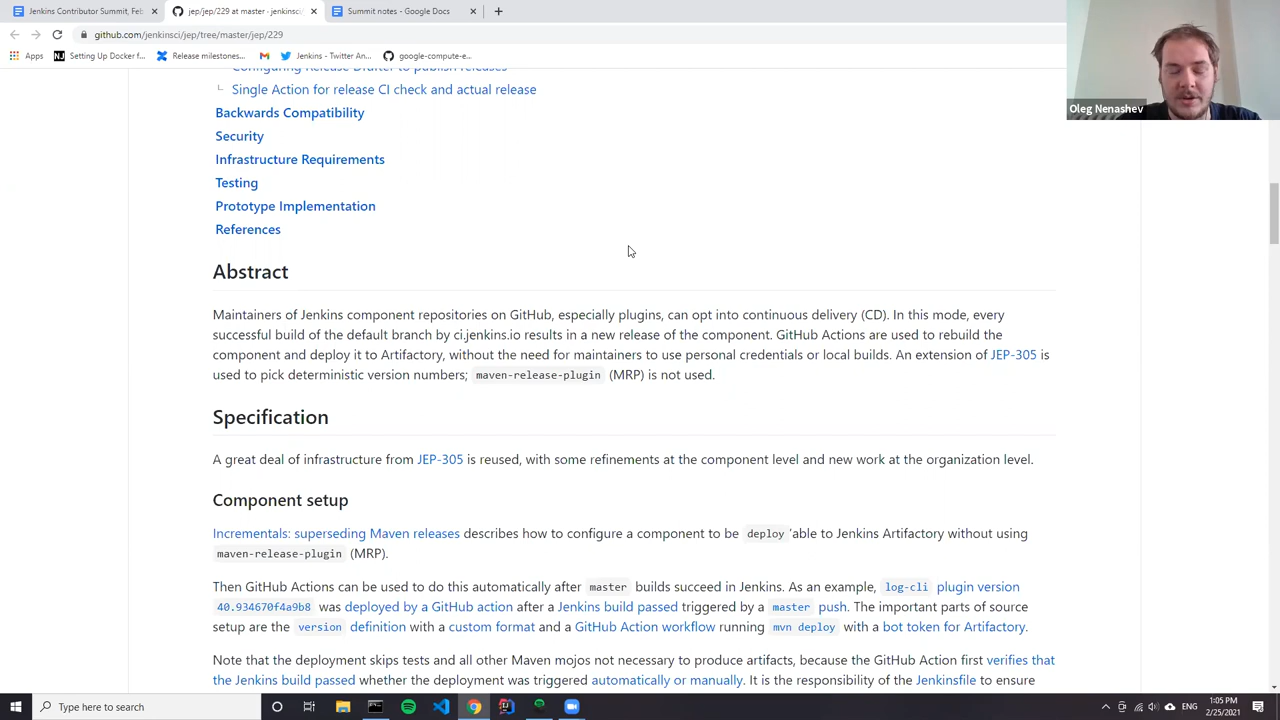 Jenkins Contributor Summit, Feb
jep/jep/229 at master · jenkinsci/
Summit notes - Google Docs
github.com/jenkinsci/jep/tree/master/jep/229
Apps
Setting Up Docker f...
Release milestones...
Jenkins - Twitter An...
google-compute-e...
Oleg Nenashev
Configuring Release Drafter to publish releases
Single Action for release CI check and actual release
Backwards Compatibility
Security
Infrastructure Requirements
Testing
Prototype Implementation
References
Abstract
Maintainers of Jenkins component repositories on GitHub, especially plugins, can opt into continuous delivery (CD). In this mode, every
successful build of the default branch by ci.jenkins.io results in a new release of the component. GitHub Actions are used to rebuild the
component and deploy it to Artifactory, without the need for maintainers to use personal credentials or local builds. An extension of JEP-305 is
used to pick deterministic version numbers; maven-release-plugin (MRP) is not used.
Specification
A great deal of infrastructure from JEP-305 is reused, with some refinements at the component level and new work at the organization level.
Component setup
Incrementals: superseding Maven releases describes how to configure a component to be deploy 'able to Jenkins Artifactory without using
maven-release-plugin (MRP).
Then GitHub Actions can be used to do this automatically after master builds succeed in Jenkins. As an example, log-cli plugin version
40.934670f4a9b8 was deployed by a GitHub action after a Jenkins build passed triggered by a master push. The important parts of source
setup are the version definition with a custom format and a GitHub Action workflow running mvn deploy with a bot token for Artifactory.
Note that the deployment skips tests and all other Maven mojos not necessary to produce artifacts, because the GitHub Action first verifies that
the Jenkins build passed whether the deployment was triggered automatically or manually. It is the responsibility of the Jenkinsfile to ensure
Type here to search
1:05 PM
2/25/2021